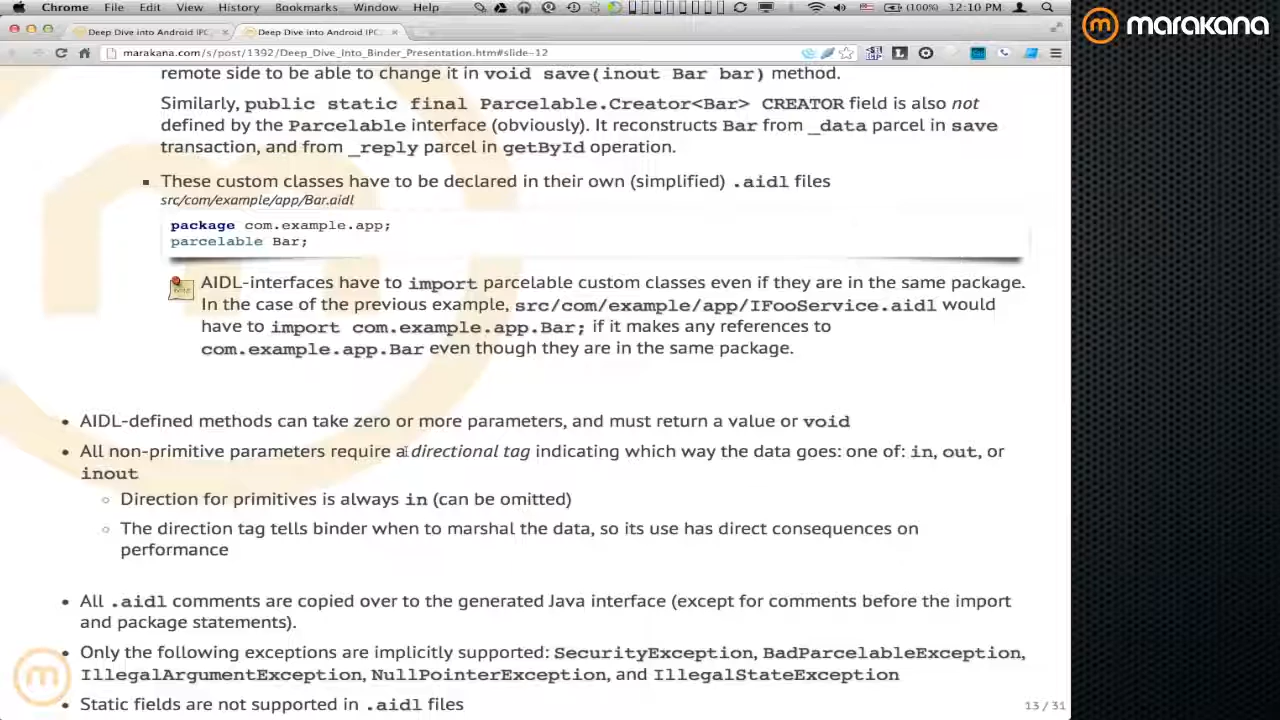 Chrome File Edit View History Bookmarks Window Help (100%) 12:10 PM
marakana
Deep Dive into Android IPC Deep Dive into Android IPC
marakana.com/s/post/1392/Deep_Dive_Into_Binder_Presentation.htm#slide-12
remote side to be able to change it in void save(inout Bar bar) method.
Similarly, public static final Parcelable.Creator<Bar> CREATOR field is also not
defined by the Parcelable interface (obviously). It reconstructs Bar from _data parcel in save
transaction, and from _reply parcel in getById operation.
These custom classes have to be declared in their own (simplified) .aidl files
src/com/example/app/Bar.aidl
package com.example.app;
parcelable Bar;
AIDL-interfaces have to import parcelable custom classes even if they are in the same package.
In the case of the previous example, src/com/example/app/IFooService.aidl would
have to import com.example.app.Bar; if it makes any references to
com.example.app.Bar even though they are in the same package.
AIDL-defined methods can take zero or more parameters, and must return a value or void
All non-primitive parameters require a directional tag indicating which way the data goes: one of: in, out, or
inout
Direction for primitives is always in (can be omitted)
The direction tag tells binder when to marshal the data, so its use has direct consequences on
performance
All .aidl comments are copied over to the generated Java interface (except for comments before the import
and package statements).
Only the following exceptions are implicitly supported: SecurityException, BadParcelableException,
IllegalArgumentException, NullPointerException, and IllegalStateException
Static fields are not supported in .aidl files
13 / 31